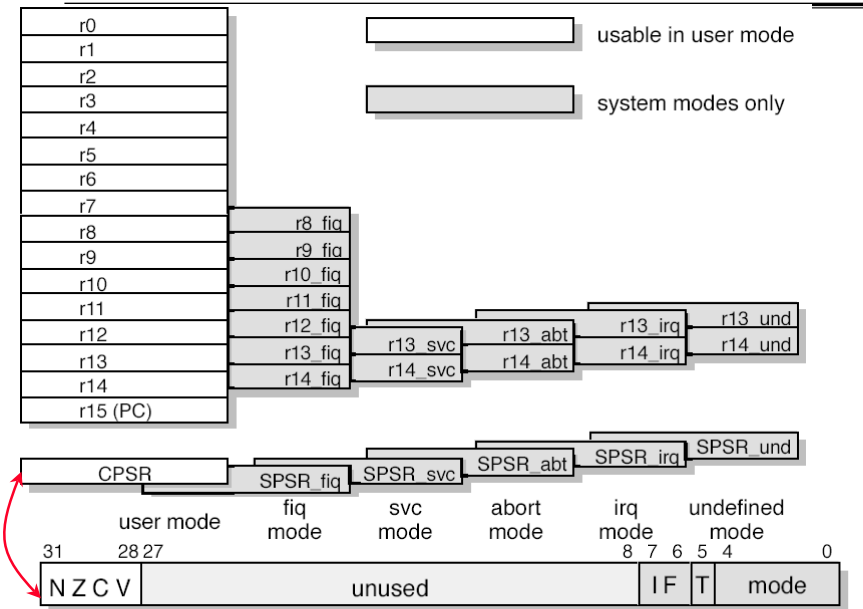 r0
usable in user mode
r1
r2
r3
system modes only
r4
r5
r6
r7
r8_fiq
r8
r9_fiq
r9
r10_fiq
r10
r11_fiq
r11
r12_fiq
r13_irq
r13_und
r12
r13_svc
r13_abt
r13_fiq
r14_irq
r14_und
r13
r14_svc
r14_abt
r14_fiq
r14
r15 (PC)
CPSR
SPSR_fiq
SPSR_svc
SPSR_abt
SPSR_irq
SPSR_und
user mode
fiq
mode
svc
mode
abort
mode
irq
mode
undefined
mode
31 28 27 8 7 6 5 4 0
N Z C V unused I F T mode